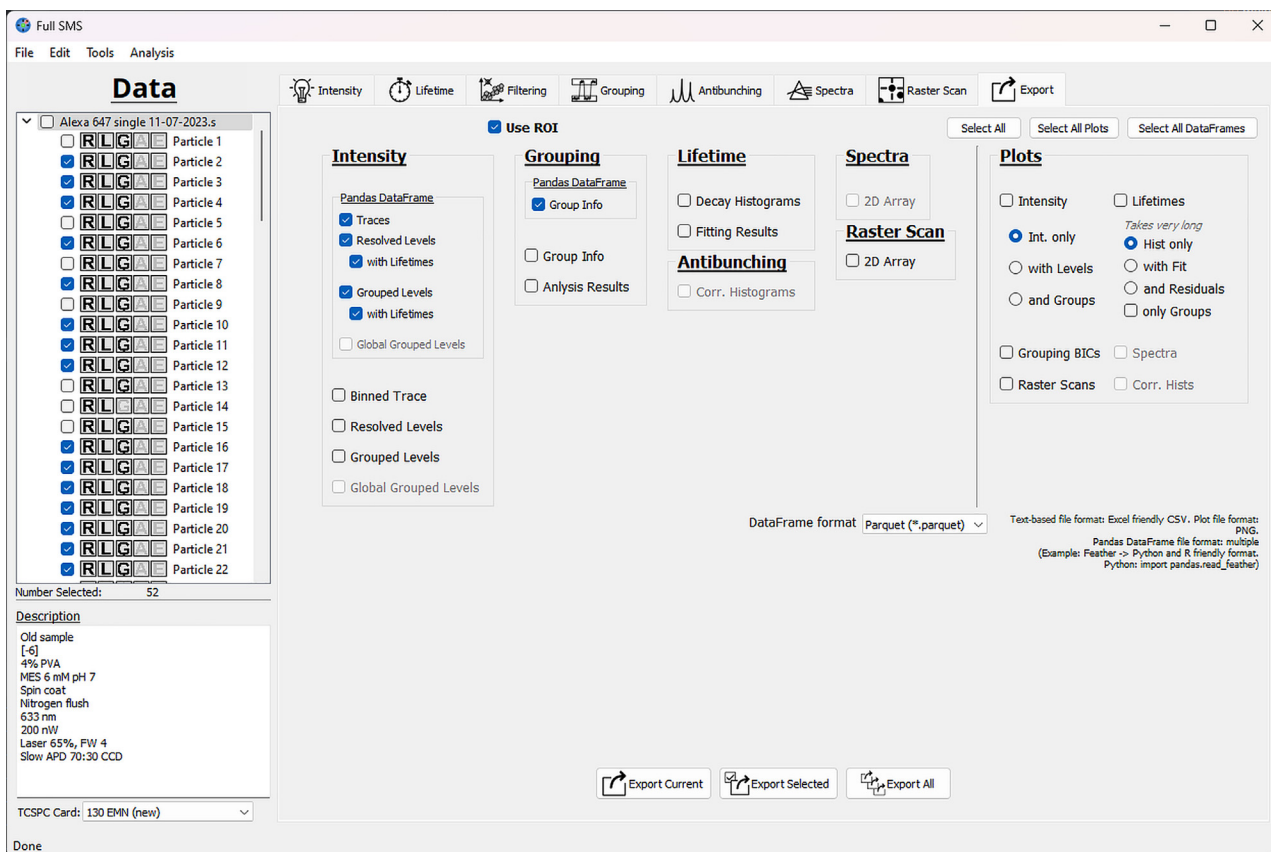 Full SMS
File Edit Tools Analysis
Data
Intensity Lifetime Filtering Grouping Antibunching Spectra Raster Scan Export
Alexa 647 single 11-07-2023.s
R L G A E Particle 1
R L G A E Particle 2
R L G A E Particle 3
R L G A E Particle 4
R L G A E Particle 5
R L G A E Particle 6
R L G A E Particle 7
R L G A E Particle 8
R L G A E Particle 9
R L G A E Particle 10
R L G A E Particle 11
R L G A E Particle 12
R L G A E Particle 13
R L G A E Particle 14
R L G A E Particle 15
R L G A E Particle 16
R L G A E Particle 17
R L G A E Particle 18
R L G A E Particle 19
R L G A E Particle 20
R L G A E Particle 21
R L G A E Particle 22
Number Selected: 52
Description
Old sample
[-6]
4% PVA
MES 6 mM pH 7
Spin coat
Nitrogen flush
633 nm
200 nW
Laser 65%, FW 4
Slow APD 70:30 CCD
TCSPC Card: 130 EMN (new)
Done
Use ROI
Select All Select All Plots Select All DataFrames
Intensity
Pandas DataFrame
Traces
Resolved Levels
with Lifetimes
Grouped Levels
with Lifetimes
Global Grouped Levels
Binned Trace
Resolved Levels
Grouped Levels
Global Grouped Levels
Grouping
Pandas DataFrame
Group Info
Group Info
Anlysis Results
Lifetime
Decay Histograms
Fitting Results
Antibunching
Corr. Histograms
Spectra
2D Array
Raster Scan
2D Array
Plots
Intensity
Int. only
with Levels
and Groups
Lifetimes
Takes very long
Hist only
with Fit
and Residuals
only Groups
Grouping BICs Spectra
Raster Scans Corr. Hists
DataFrame format Parquet (*.parquet)
Text-based file format: Excel friendly CSV. Plot file format:
PNG.
Pandas DataFrame file format: multiple
(Example: Feather -> Python and R friendly format.
Python: import pandas.read_feather)
Export Current Export Selected Export All